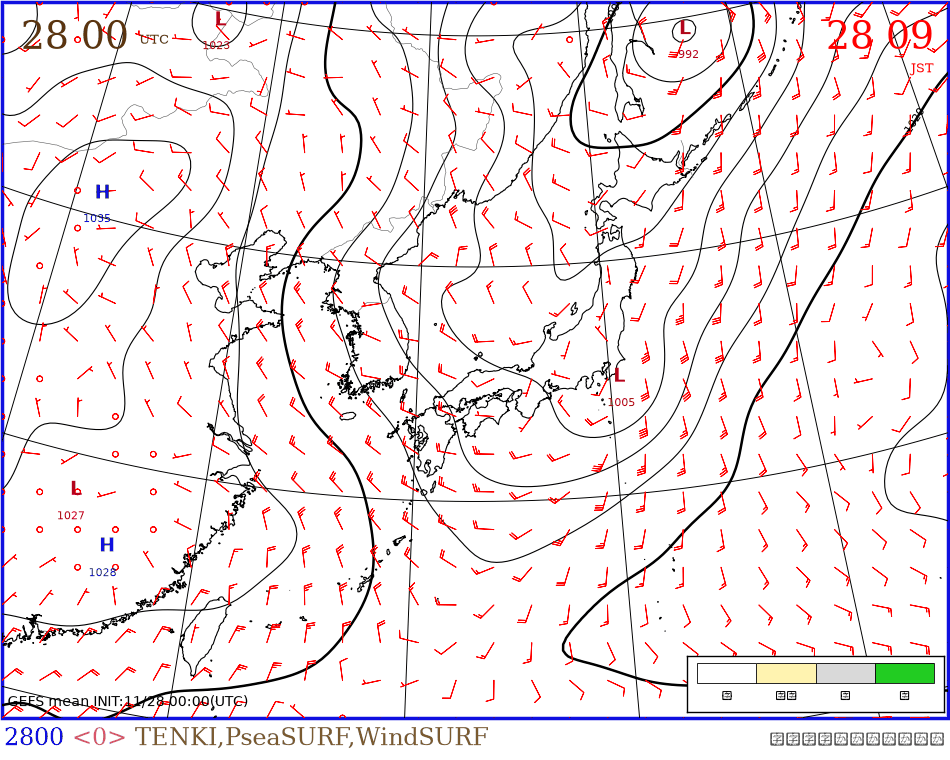 28 00 UTC
28 09
JST
L
1023
L
992
1020
H
1035
L
1005
L
1027
H
1028
GEFS mean INIT:11/28-00:00(UTC)
2800 <0> TENKI,PseaSURF,WindSURF